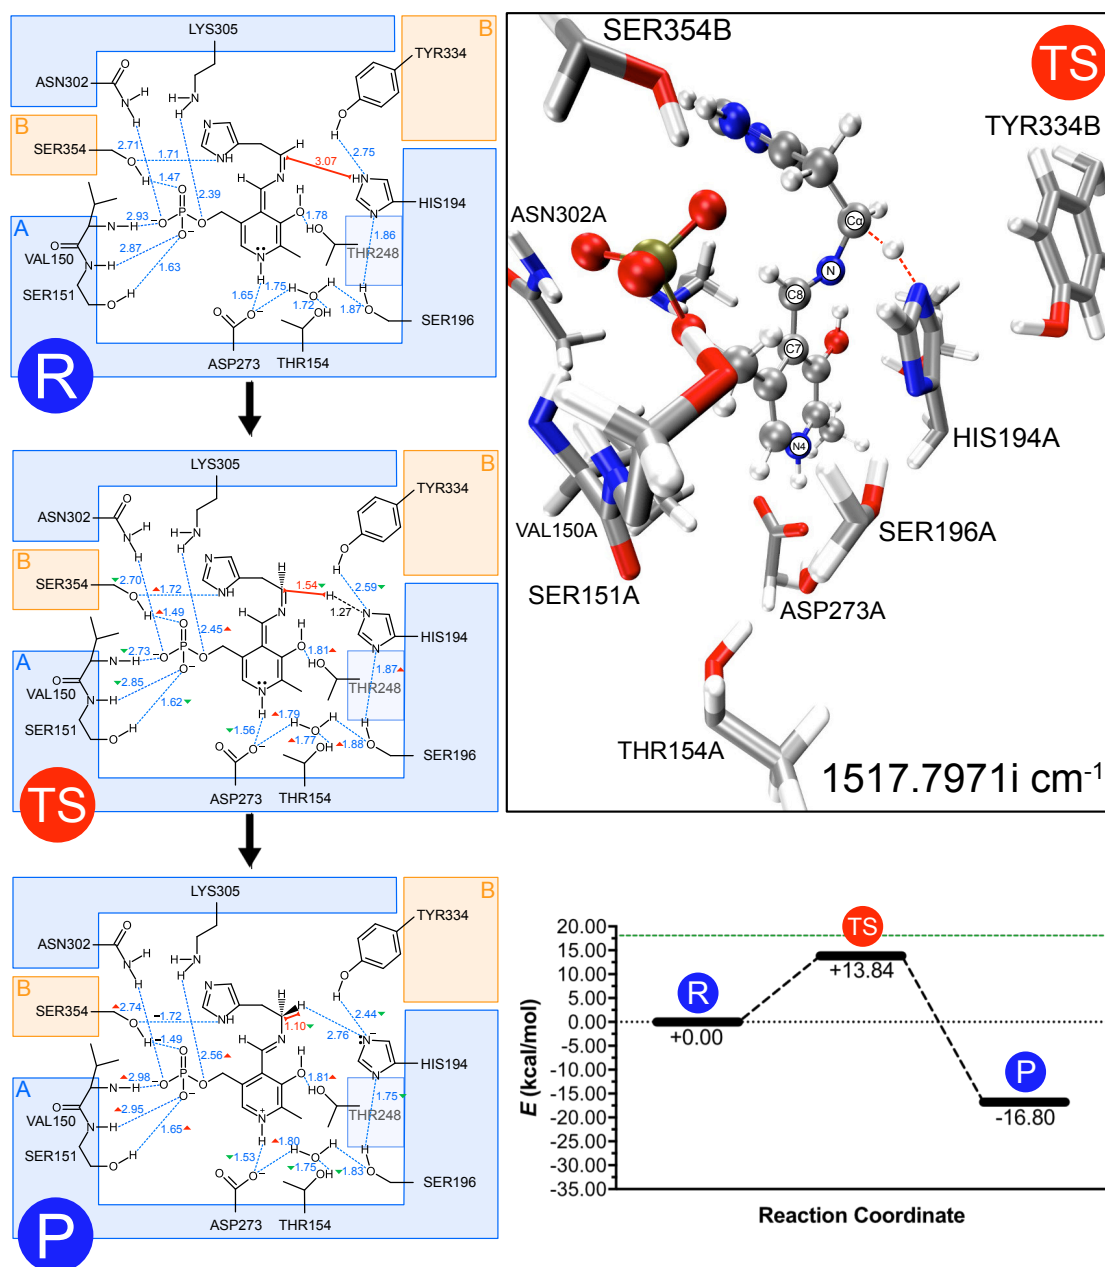 LYS305
B
TYR334
ASN302
B
SER354
2.71
1.71
1.47
2.39
3.07
2.75
HIS194
1.78
1.86
THR248
A
2.93
2.87
1.63
VAL150
SER151
1.65
1.75
1.72
1.87
SER196
ASP273
THR154
R
LYS305
B
TYR334
ASN302
B
SER354
2.70
1.72
1.49
2.45
1.54
1.27
2.59
HIS194
1.81
1.87
THR248
A
2.73
2.85
1.62
VAL150
SER151
1.56
1.79
1.77
1.88
SER196
ASP273
THR154
TS
LYS305
B
TYR334
ASN302
B
SER354
2.74
1.72
1.49
2.56
1.10
2.76
2.44
HIS194
1.81
1.75
THR248
A
2.98
2.95
1.65
VAL150
SER151
1.53
1.80
1.75
1.83
SER196
ASP273
THR154
P
SER354B
TS
TYR334B
ASN302A
Cα
N
C8
C7
N4
HIS194A
VAL150A
SER196A
SER151A
ASP273A
THR154A
1517.7971i cm-1
E (kcal/mol)
20.00
15.00
10.00
5.00
0.00
-5.00
-10.00
-15.00
-20.00
-25.00
-30.00
-35.00
R
+0.00
TS
+13.84
P
-16.80
Reaction Coordinate